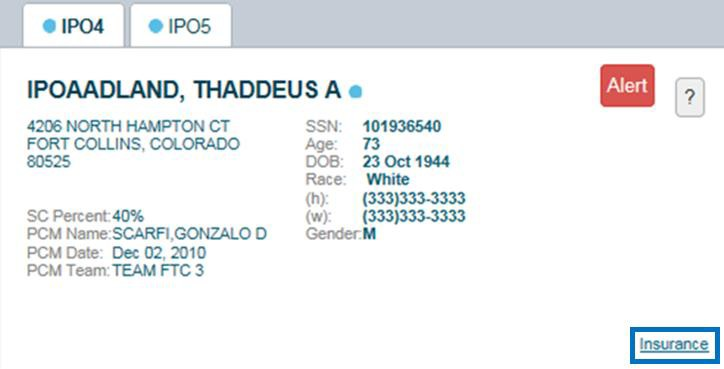 IPO4 IPO5
IPOAADLAND, THADDEUS A
Alert
?
4206 NORTH HAMPTON CT
FORT COLLINS, COLORADO
80525
SSN: 101936540
Age: 73
DOB: 23 Oct 1944
Race: White
(h): (333)333-3333
(w): (333)333-3333
Gender:M
SC Percent:40%
PCM Name:SCARFI,GONZALO D
PCM Date: Dec 02, 2010
PCM Team:TEAM FTC 3
Insurance